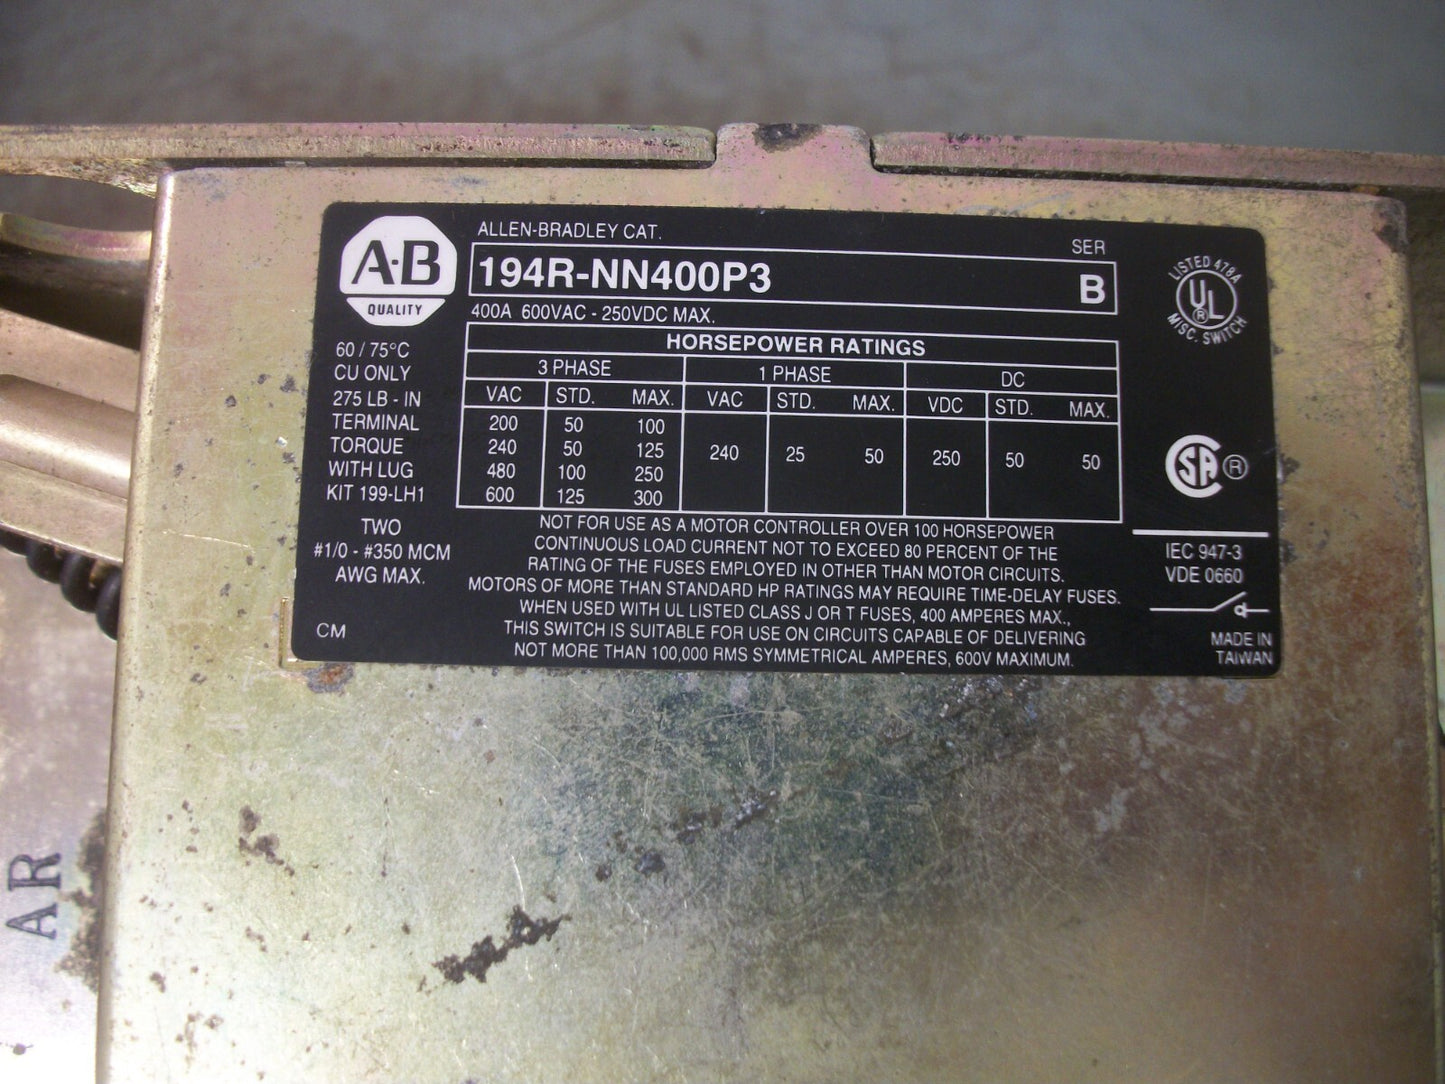 A·B
QUALITY
ALLEN-BRADLEY CAT.
SER
194R-NN400P3 B
400A 600VAC - 250VDC MAX.
LISTED 478A
UL®
MISC. SWITCH
60 / 75°C
CU ONLY
275 LB - IN
TERMINAL
TORQUE
WITH LUG
KIT 199-LH1
TWO
#1/0 - #350 MCM
AWG MAX.
CM
HORSEPOWER RATINGS
3 PHASE 1 PHASE DC
VAC STD. MAX. VAC STD. MAX. VDC STD. MAX.
200 50 100
240 50 125 240 25 50 250 50 50
480 100 250
600 125 300
NOT FOR USE AS A MOTOR CONTROLLER OVER 100 HORSEPOWER
CONTINUOUS LOAD CURRENT NOT TO EXCEED 80 PERCENT OF THE
RATING OF THE FUSES EMPLOYED IN OTHER THAN MOTOR CIRCUITS.
MOTORS OF MORE THAN STANDARD HP RATINGS MAY REQUIRE TIME-DELAY FUSES.
WHEN USED WITH UL LISTED CLASS J OR T FUSES, 400 AMPERES MAX.,
THIS SWITCH IS SUITABLE FOR USE ON CIRCUITS CAPABLE OF DELIVERING
NOT MORE THAN 100,000 RMS SYMMETRICAL AMPERES, 600V MAXIMUM.
SA ®
IEC 947-3
VDE 0660
MADE IN
TAIWAN
AR